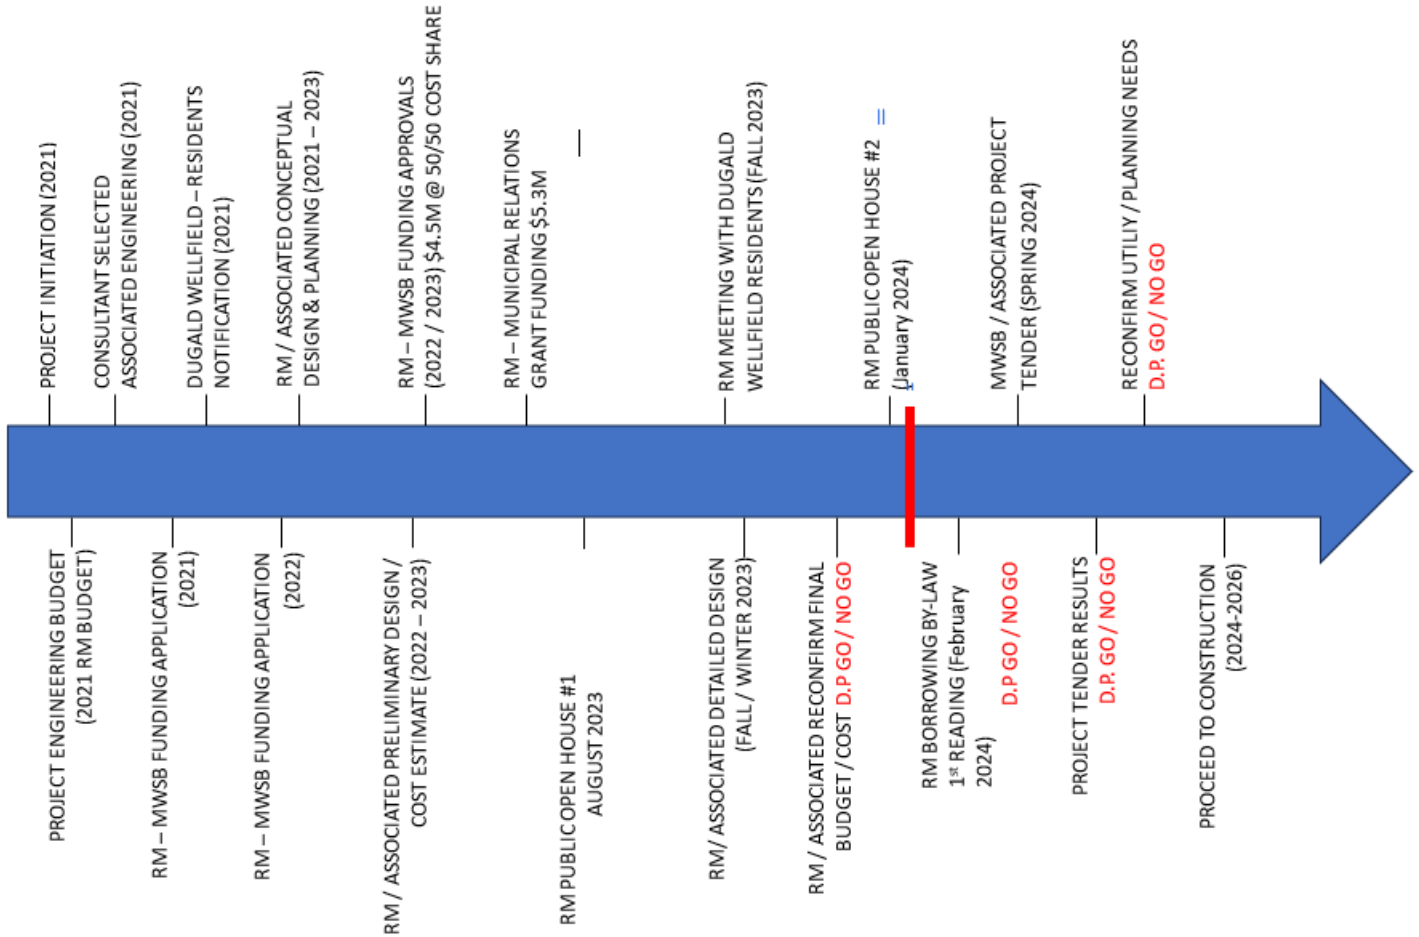 PROJECT INITIATION (2021)
CONSULTANT SELECTED
ASSOCIATED ENGINEERING (2021)
DUGALD WELLFIELD – RESIDENTS
NOTIFICATION (2021)
RM / ASSOCIATED CONCEPTUAL
DESIGN & PLANNING (2021 – 2023)
RM – MWSB FUNDING APPROVALS
(2022 / 2023) $4.5M @ 50/50 COST SHARE
RM – MUNICIPAL RELATIONS
GRANT FUNDING $5.3M
RM MEETING WITH DUGALD
WELLFIELD RESIDENTS (FALL 2023)
RM PUBLIC OPEN HOUSE #2
(January 2024)
MWSB / ASSOCIATED PROJECT
TENDER (SPRING 2024)
RECONFIRM UTILIY / PLANNING NEEDS
D.P. GO / NO GO
PROJECT ENGINEERING BUDGET
(2021 RM BUDGET)
RM – MWSB FUNDING APPLICATION
(2021)
RM – MWSB FUNDING APPLICATION
(2022)
RM / ASSOCIATED PRELIMINARY DESIGN /
COST ESTIMATE (2022 – 2023)
RM PUBLIC OPEN HOUSE #1
AUGUST 2023
RM/ ASSOCIATED DETAILED DESIGN
(FALL / WINTER 2023)
RM / ASSOCIATED RECONFIRM FINAL
BUDGET / COST D.P GO / NO GO
RM BORROWING BY-LAW
1st READING (February
2024)
D.P GO / NO GO
PROJECT TENDER RESULTS
D.P. GO / NO GO
PROCEED TO CONSTRUCTION
(2024-2026)